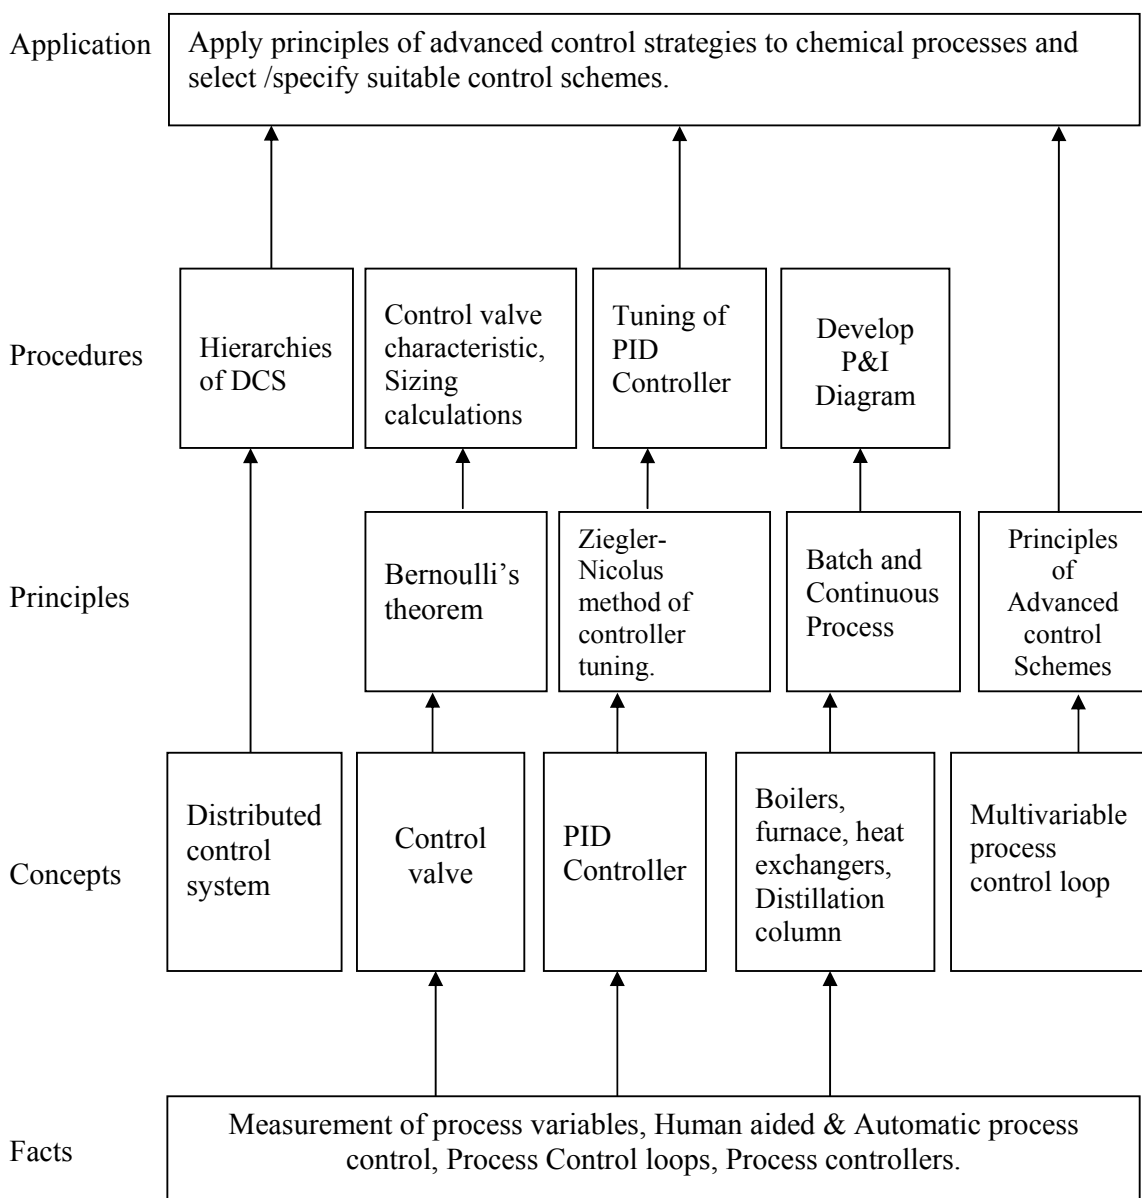 Application
Apply principles of advanced control strategies to chemical processes and
select /specify suitable control schemes.
Procedures
Hierarchies
of DCS
Control valve
characteristic,
Sizing
calculations
Tuning of
PID
Controller
Develop
P&I
Diagram
Principles
Bernoulli’s
theorem
Ziegler-
Nicolus
method of
controller
tuning.
Batch and
Continuous
Process
Principles
of
Advanced
control
Schemes
Concepts
Distributed
control
system
Control
valve
PID
Controller
Boilers,
furnace, heat
exchangers,
Distillation
column
Multivariable
process
control loop
Facts
Measurement of process variables, Human aided & Automatic process
control, Process Control loops, Process controllers.